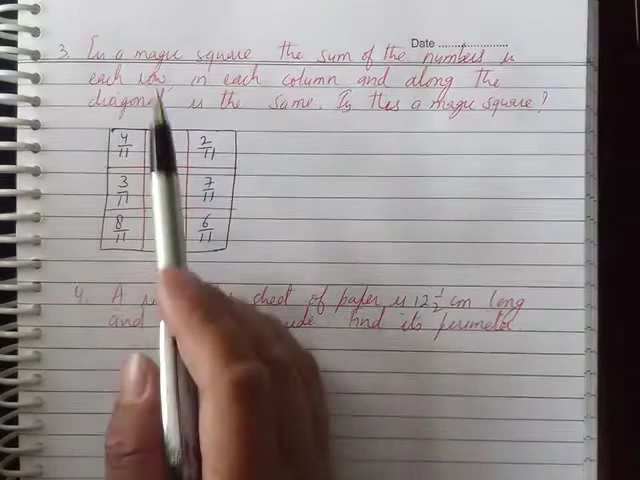 Date
3. In a magic square the sum of the numbers in
each row in each column and along the
diagonal is the same. Is this a magic square?
4/11 2/11
3/11 7/11
8/11 6/11
4. A sheet of paper is 12 1/2 cm long
and find its perimeter.